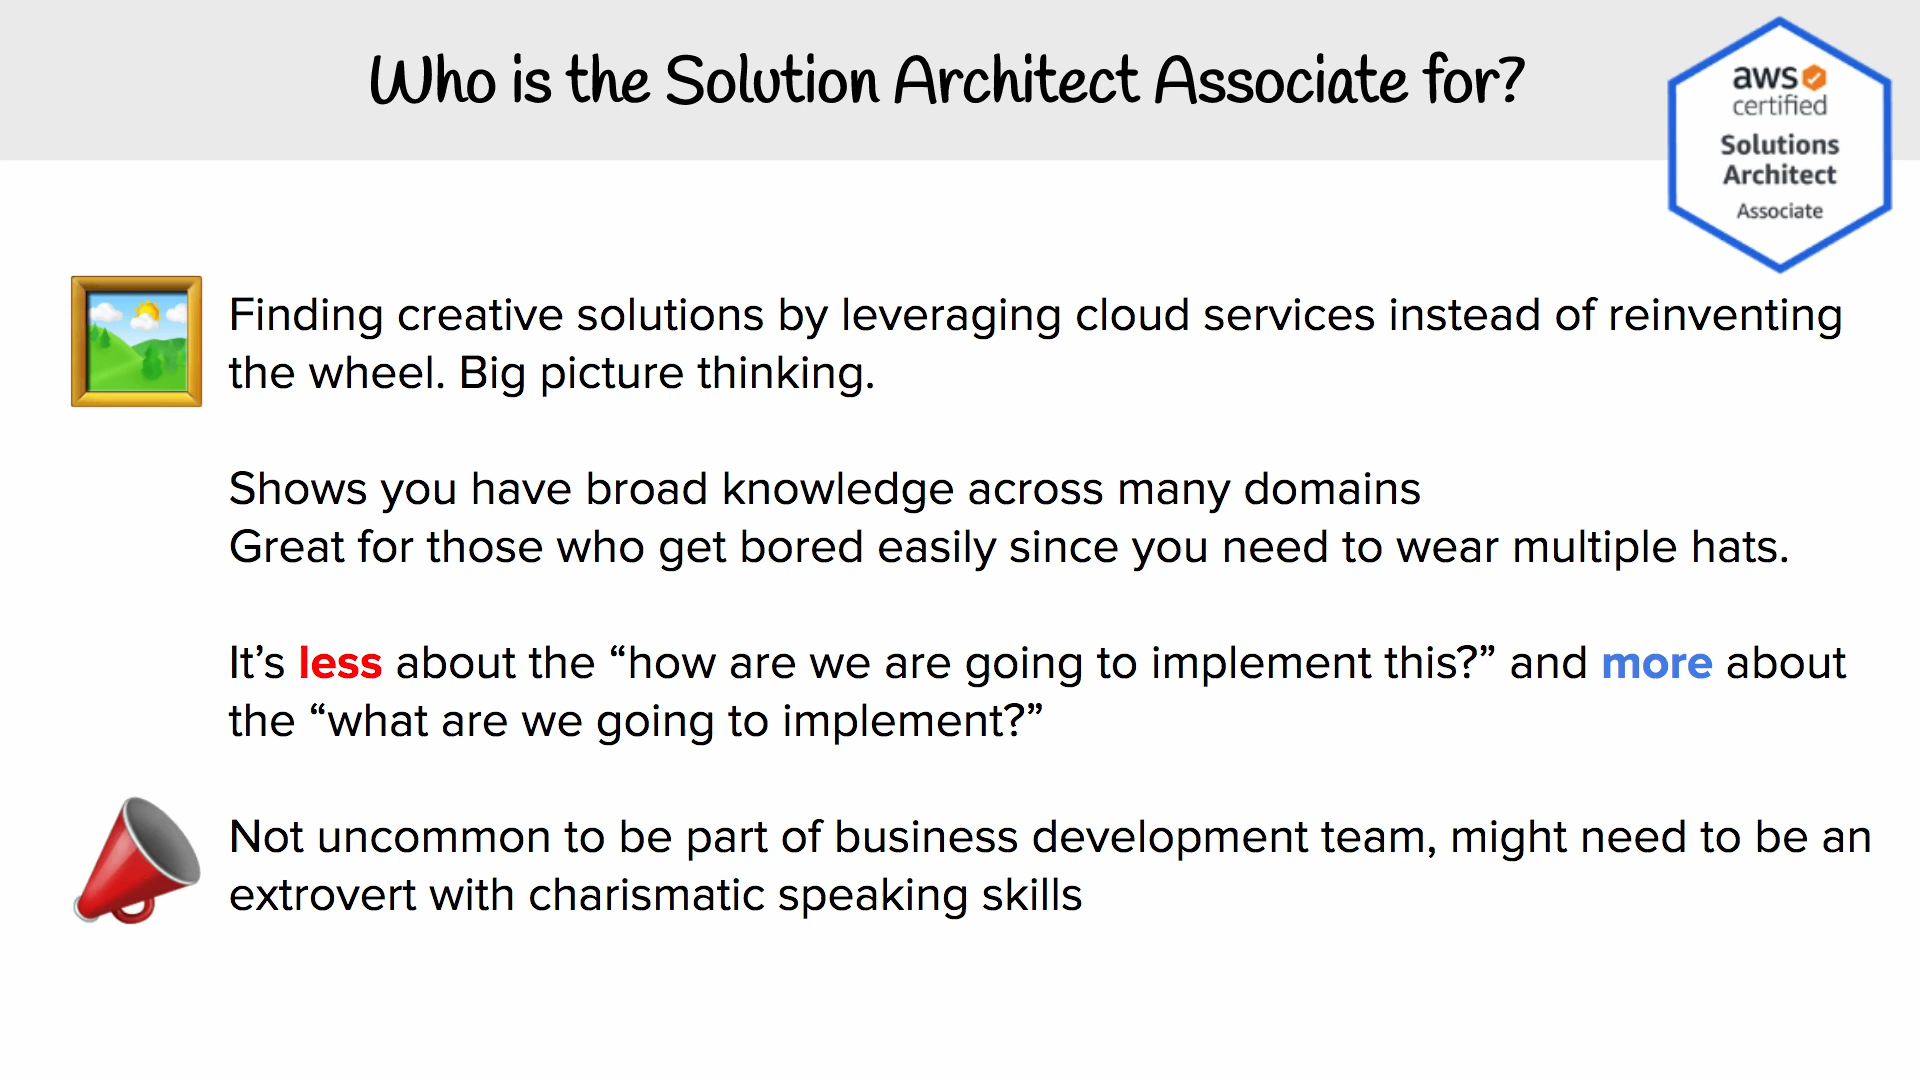 Who is the Solution Architect Associate for?
aws
certified
Solutions
Architect
Associate
Finding creative solutions by leveraging cloud services instead of reinventing
the wheel. Big picture thinking.
Shows you have broad knowledge across many domains
Great for those who get bored easily since you need to wear multiple hats.
It’s less about the “how are we are going to implement this?” and more about
the “what are we going to implement?”
Not uncommon to be part of business development team, might need to be an
extrovert with charismatic speaking skills